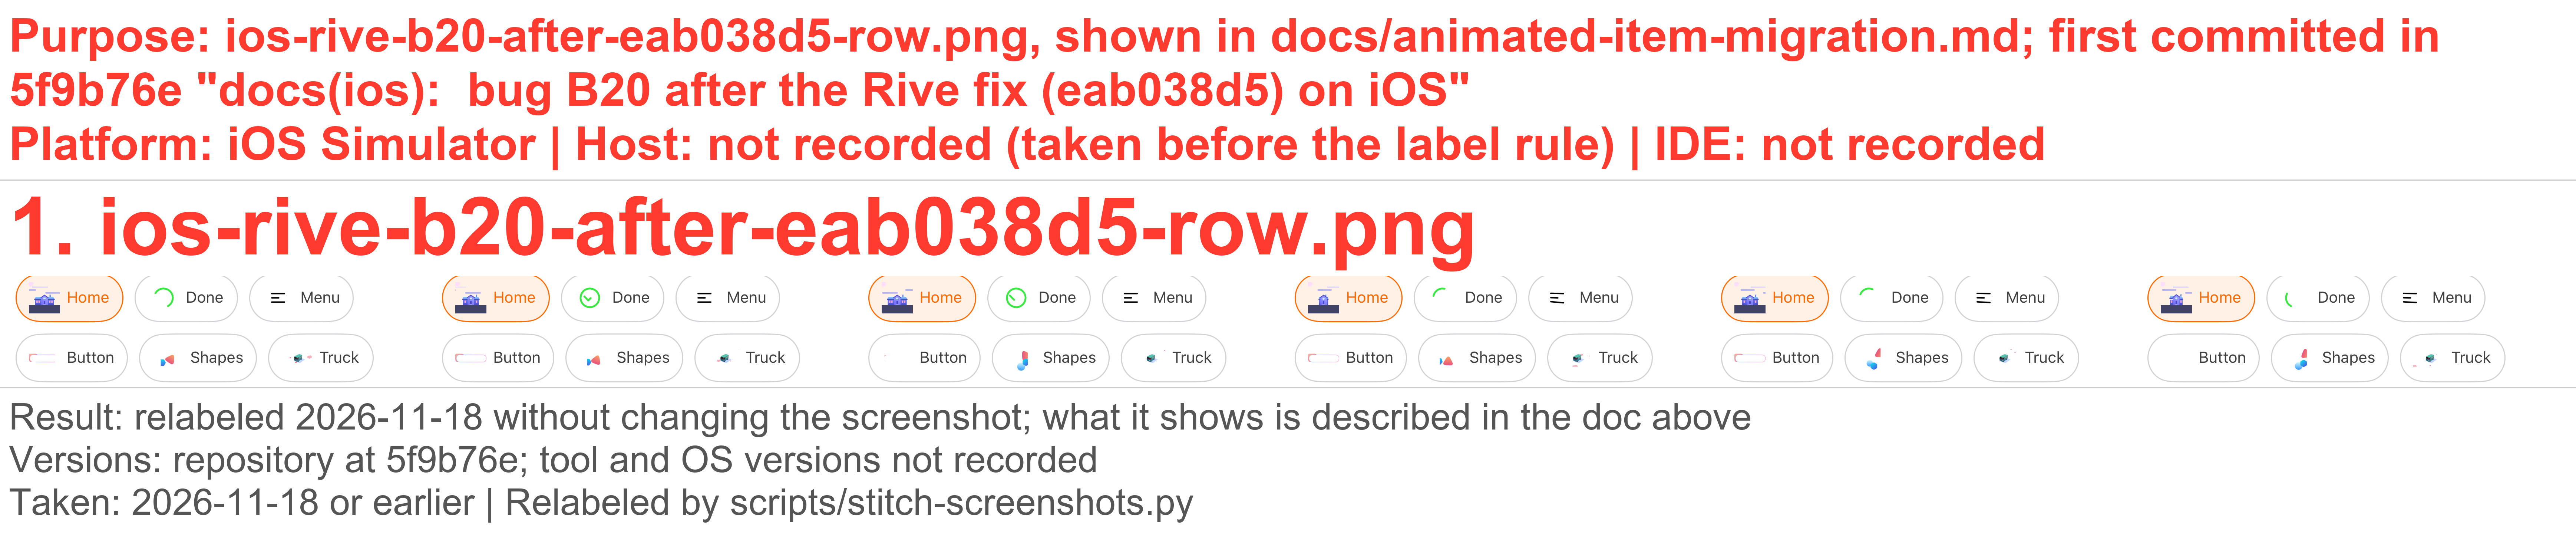 Purpose: ios-rive-b20-after-eab038d5-row.png, shown in docs/animated-item-migration.md; first committed in
5f9b76e "docs(ios):  bug B20 after the Rive fix (eab038d5) on iOS"
Platform: iOS Simulator | Host: not recorded (taken before the label rule) | IDE: not recorded
1. ios-rive-b20-after-eab038d5-row.png
Home Done Menu Home Done Menu Home Done Menu Home Done Menu Home Done Menu Home Done Menu
Button Shapes Truck Button Shapes Truck Button Shapes Truck Button Shapes Truck Button Shapes Truck Button Shapes Truck
Result: relabeled 2026-11-18 without changing the screenshot; what it shows is described in the doc above
Versions: repository at 5f9b76e; tool and OS versions not recorded
Taken: 2026-11-18 or earlier | Relabeled by scripts/stitch-screenshots.py